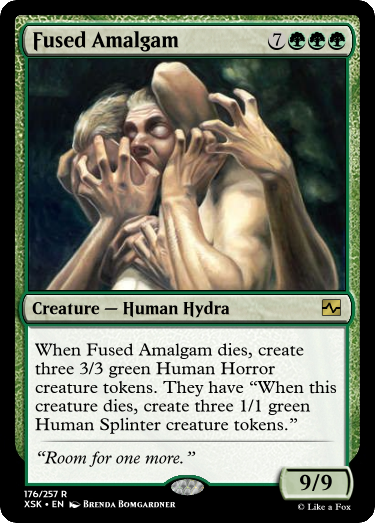 Fused Amalgam 7
Creature — Human Hydra
When Fused Amalgam dies, create
three 3/3 green Human Horror
creature tokens. They have “When this
creature dies, create three 1/1 green
Human Splinter creature tokens.”
“Room for one more.”
9/9
176/257 R
XSK • EN Brenda Bomgardner
© Like a Fox